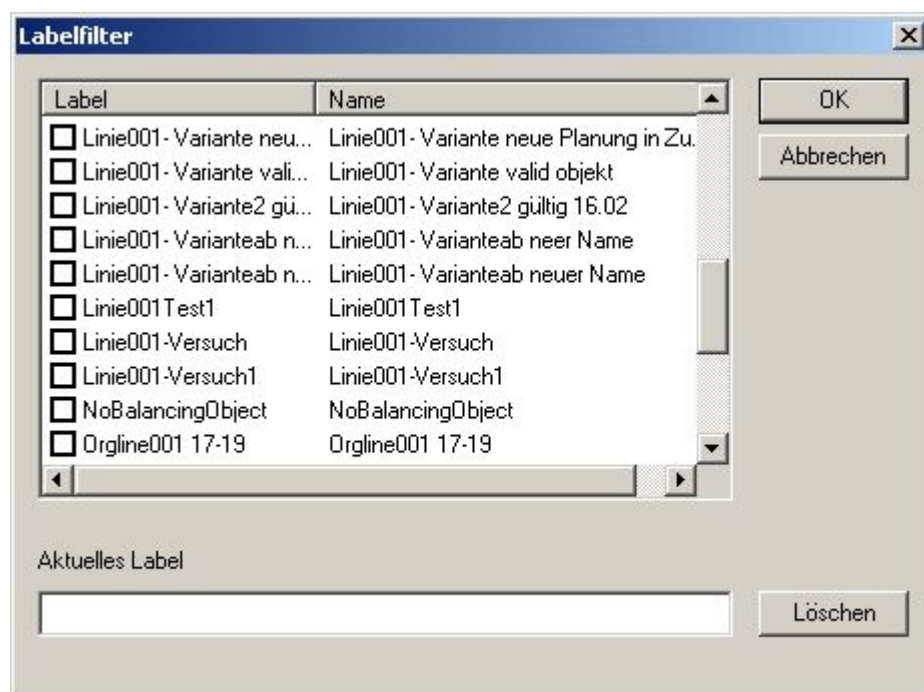 Labelfilter
Label Name
Linie001- Variante neu... Linie001- Variante neue Planung in Zu.
Linie001- Variante vali... Linie001- Variante valid objekt
Linie001- Variante2 gü... Linie001- Variante2 gültig 16.02
Linie001- Varianteab n... Linie001- Varianteab neer Name
Linie001- Varianteab n... Linie001- Varianteab neuer Name
Linie001Test1 Linie001Test1
Linie001-Versuch Linie001-Versuch
Linie001-Versuch1 Linie001-Versuch1
NoBalancingObject NoBalancingObject
Orgline001 17-19 Orgline001 17-19
OK
Abbrechen
Aktuelles Label
Löschen